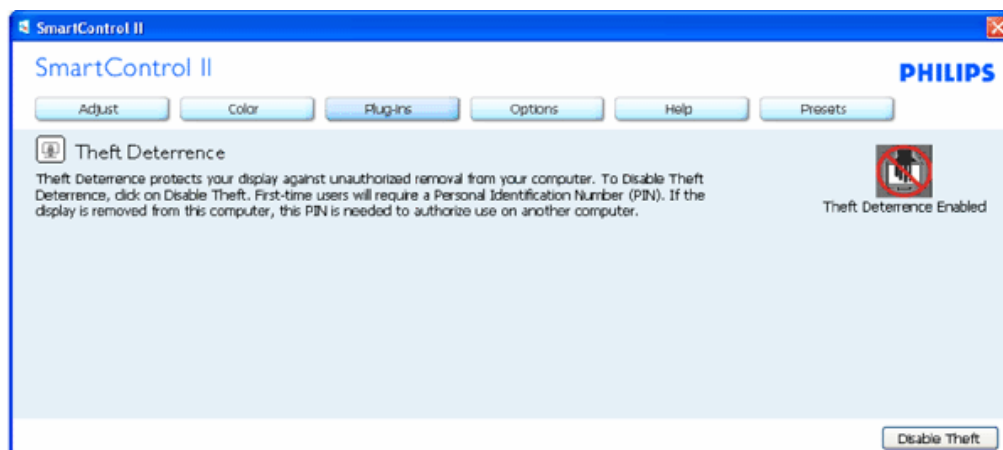 SmartControl II
SmartControl II
PHILIPS
Adjust Color Plug-Ins Options Help Presets
Theft Deterrence
Theft Deterrence protects your display against unauthorized removal from your computer. To Disable Theft
Deterrence, click on Disable Theft. First-time users will require a Personal Identification Number (PIN). If the
display is removed from this computer, this PIN is needed to authorize use on another computer.
Theft Deterrence Enabled
Disable Theft